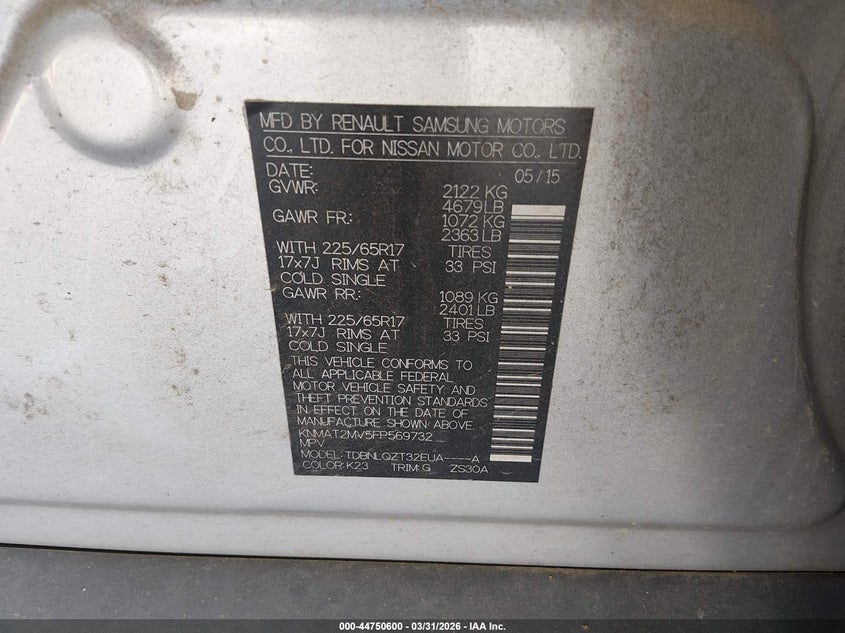 MFD BY RENAULT SAMSUNG MOTORS
CO., LTD. FOR NISSAN MOTOR CO., LTD.
DATE: 05/15
GVWR: 2122 KG
4679 LB
GAWR FR: 1072 KG
2363 LB
WITH 225/65R17 TIRES
17x7J RIMS AT 33 PSI
COLD SINGLE
GAWR RR: 1089 KG
2401 LB
WITH 225/65R17 TIRES
17x7J RIMS AT 33 PSI
COLD SINGLE
THIS VEHICLE CONFORMS TO
ALL APPLICABLE FEDERAL
MOTOR VEHICLE SAFETY AND
THEFT PREVENTION STANDARDS
IN EFFECT ON THE DATE OF
MANUFACTURE SHOWN ABOVE.
KNMAT2MV5FP569732
MPV
MODEL: TDBNLQZT32EUA----A
COLOR: K23 TRIM: G ZS30A
000-44750600 - 03/31/2026 - IAA Inc.